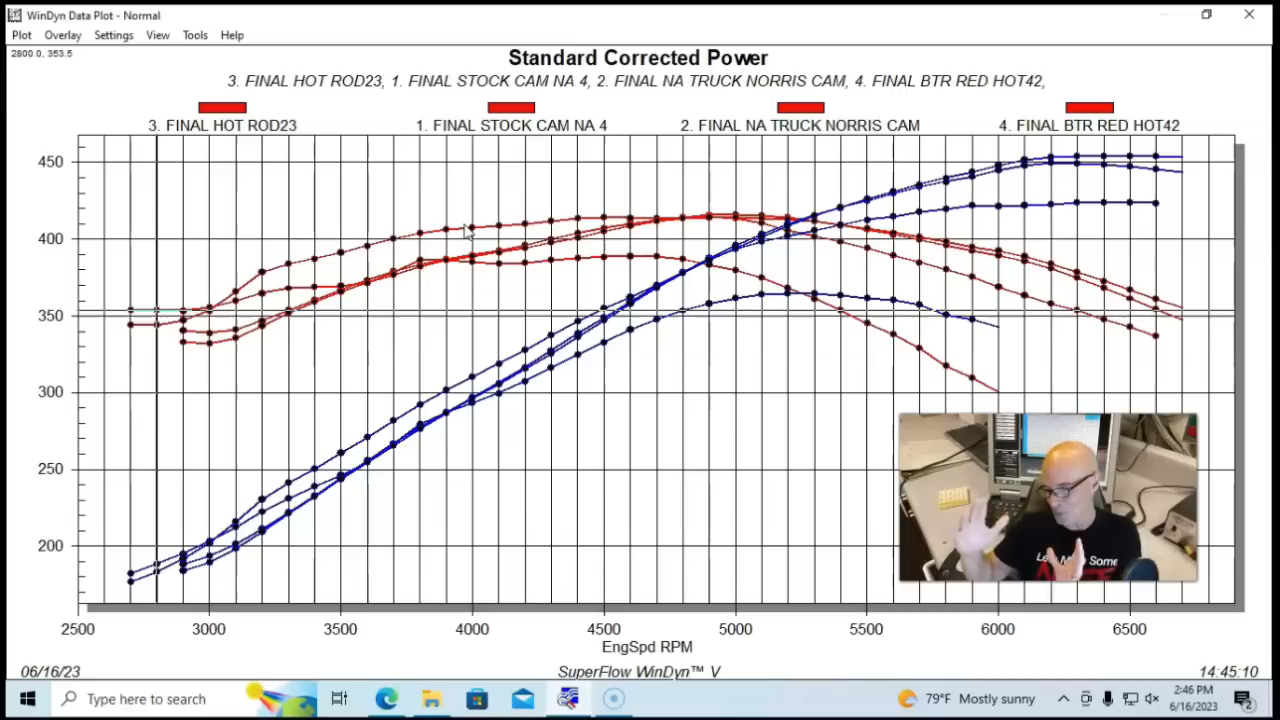 WinDyn Data Plot - Normal
Plot Overlay Settings View Tools Help
2800.0, 353.5
Standard Corrected Power
3. FINAL HOT ROD23, 1. FINAL STOCK CAM NA 4, 2. FINAL NA TRUCK NORRIS CAM, 4. FINAL BTR RED HOT42,
3. FINAL HOT ROD23 1. FINAL STOCK CAM NA 4 2. FINAL NA TRUCK NORRIS CAM 4. FINAL BTR RED HOT42
450
400
350
300
250
200
2500 3000 3500 4000 4500 5000 5500 6000 6500
EngSpd RPM
Some
06/16/23 SuperFlow WinDyn™ V 14:45:10
Type here to search 79°F Mostly sunny 2:46 PM
6/16/2023 2